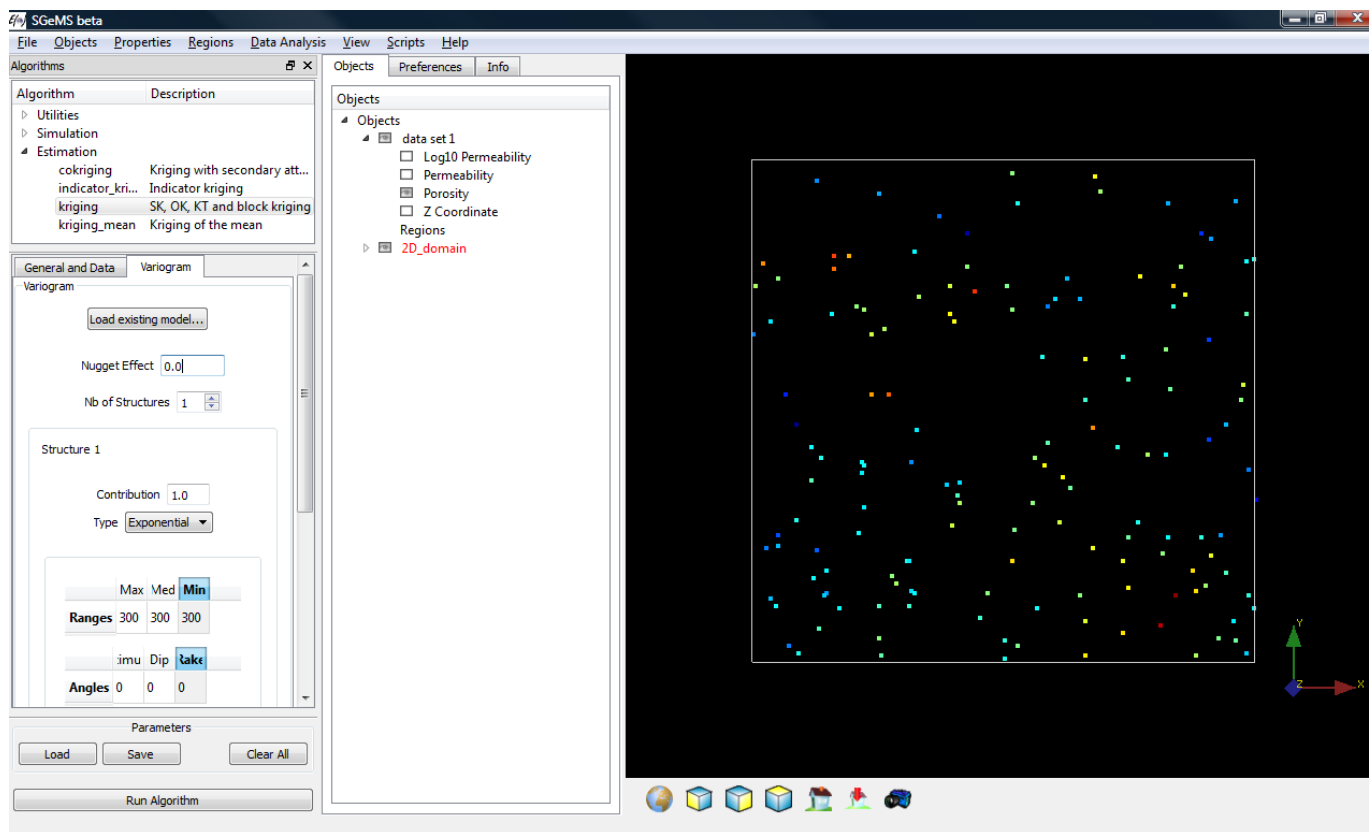 SGeMS beta
File Objects Properties Regions Data Analysis View Scripts Help
Algorithms
Algorithm Description
Utilities
Simulation
Estimation
cokriging Kriging with secondary att...
indicator_kri... Indicator kriging
kriging SK, OK, KT and block kriging
kriging_mean Kriging of the mean
General and Data Variogram
Variogram
Load existing model...
Nugget Effect 0.0
Nb of Structures 1
Structure 1
Contribution 1.0
Type Exponential
Max Med Min
Ranges 300 300 300
Dip
Angles 0 0 0
Parameters
Load Save Clear All
Run Algorithm
Objects Preferences Info
Objects
Objects
data set 1
Log10 Permeability
Permeability
Porosity
Z Coordinate
Regions
2D_domain
Y
Z X